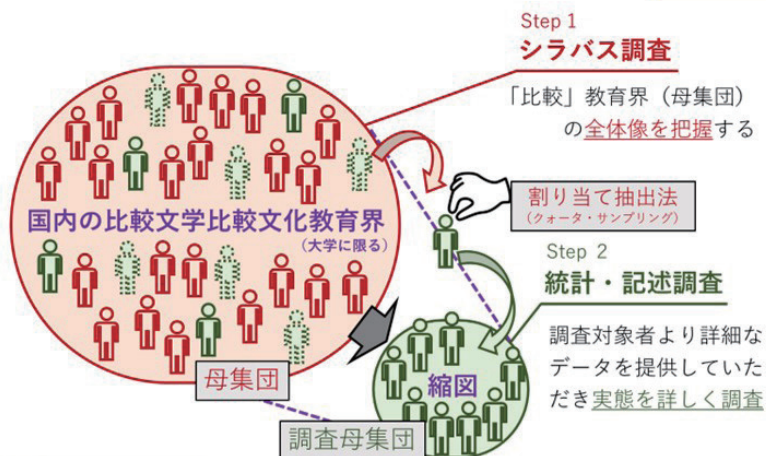 Step 1
シラバス調査
「比較」教育界（母集団）
の全体像を把握する
割り当て抽出法
（クォータ・サンプリング）
国内の比較文学比較文化教育界
（大学に限る）
Step 2
統計・記述調査
調査対象者より詳細な
データを提供していた
だき実態を詳しく調査
母集団
縮図
調査母集団